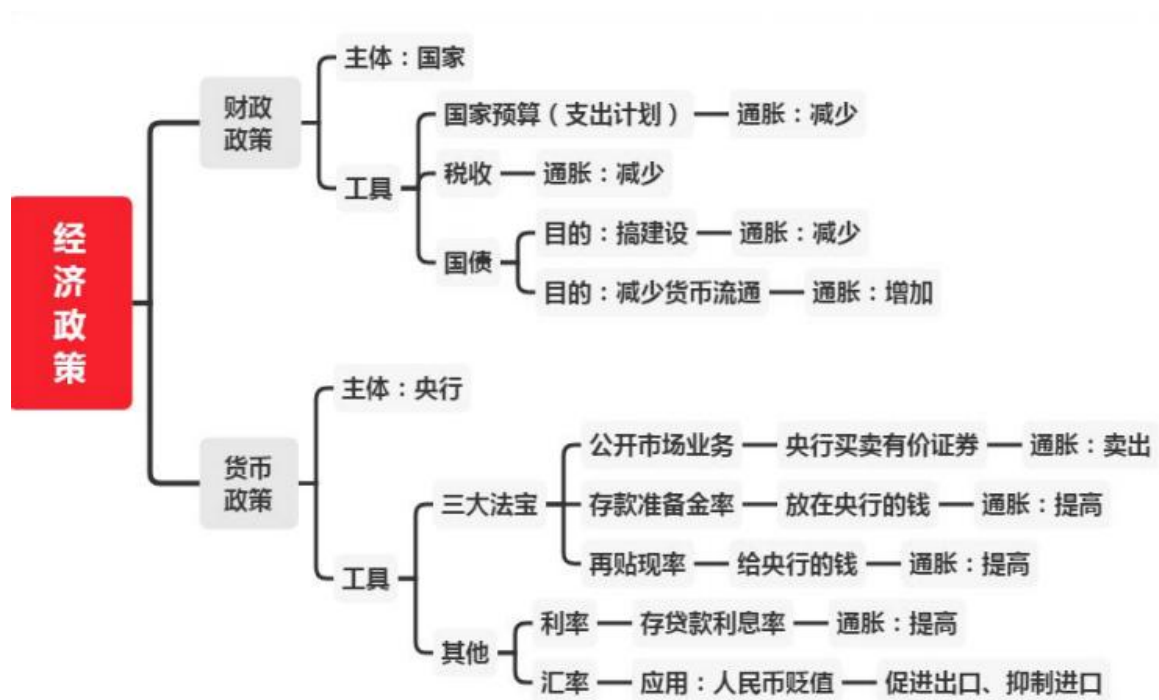 经济政策
财政
政策
主体：国家
工具
国家预算（支出计划）
通胀：减少
税收
通胀：减少
国债
目的：搞建设
通胀：减少
目的：减少货币流通
通胀：增加
货币
政策
主体：央行
工具
三大法宝
公开市场业务
央行买卖有价证券
通胀：卖出
存款准备金率
放在央行的钱
通胀：提高
再贴现率
给央行的钱
通胀：提高
其他
利率
存贷款利息率
通胀：提高
汇率
应用：人民币贬值
促进出口、抑制进口